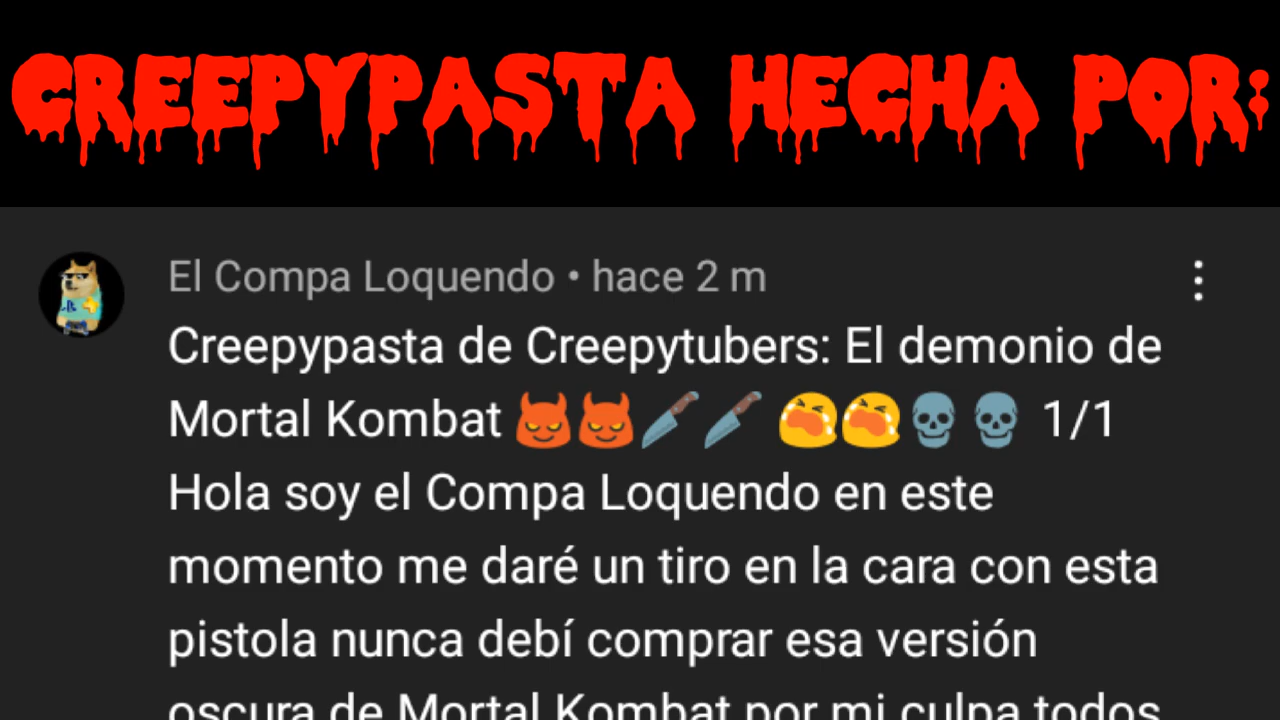 CREEPYPASTA HECHA POR:
El Compa Loquendo • hace 2 m
Creepypasta de Creepytubers: El demonio de
Mortal Kombat 😈😈🔪🔪 😭😭💀💀 1/1
Hola soy el Compa Loquendo en este
momento me daré un tiro en la cara con esta
pistola nunca debí comprar esa versión
oscura de Mortal Kombat por mi culpa todos